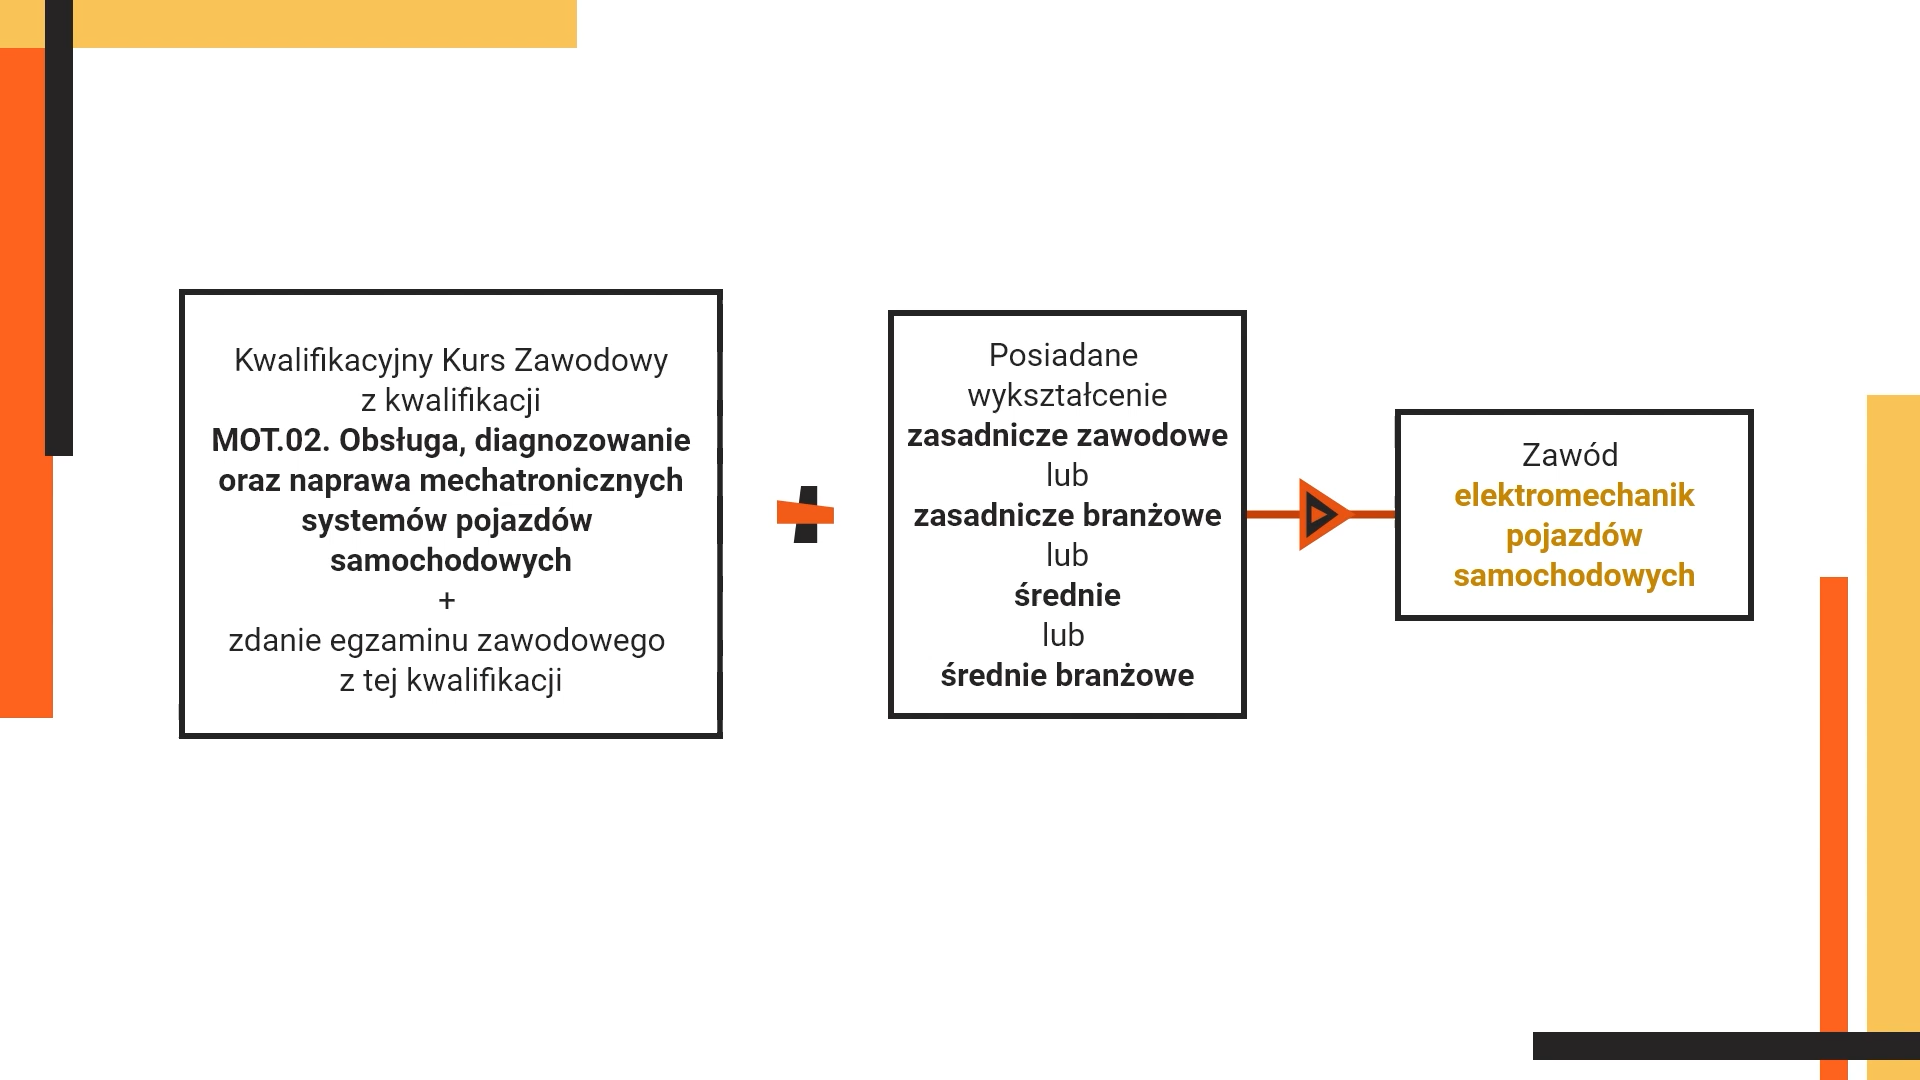 Kwalifikacyjny Kurs Zawodowy
z kwalifikacji
MOT.02. Obsługa, diagnozowanie
oraz naprawa mechatronicznych
systemów pojazdów
samochodowych
+
zdanie egzaminu zawodowego
z tej kwalifikacji
Posiadane
wykształcenie
zasadnicze zawodowe
lub
zasadnicze branżowe
lub
średnie
lub
średnie branżowe
Zawód
elektromechanik
pojazdów
samochodowych